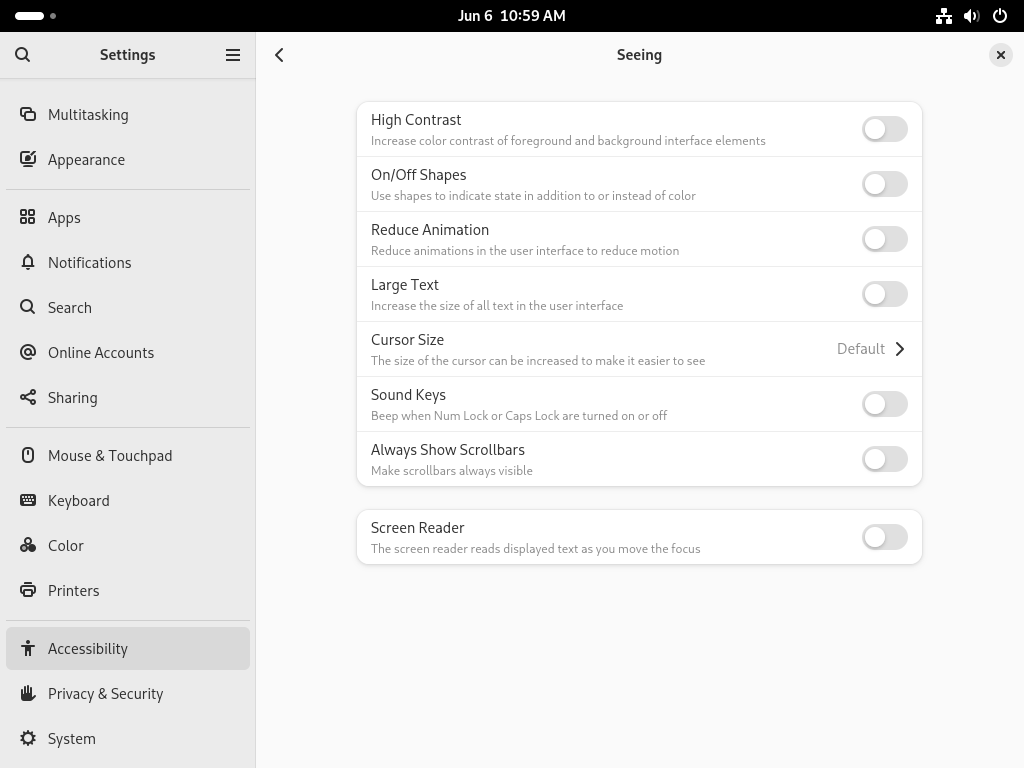 Jun 6 10:59 AM
Settings
Seeing
Multitasking
Appearance
Apps
Notifications
Search
Online Accounts
Sharing
Mouse & Touchpad
Keyboard
Color
Printers
Accessibility
Privacy & Security
System
High Contrast
Increase color contrast of foreground and background interface elements
On/Off Shapes
Use shapes to indicate state in addition to or instead of color
Reduce Animation
Reduce animations in the user interface to reduce motion
Large Text
Increase the size of all text in the user interface
Cursor Size
The size of the cursor can be increased to make it easier to see
Default
Sound Keys
Beep when Num Lock or Caps Lock are turned on or off
Always Show Scrollbars
Make scrollbars always visible
Screen Reader
The screen reader reads displayed text as you move the focus